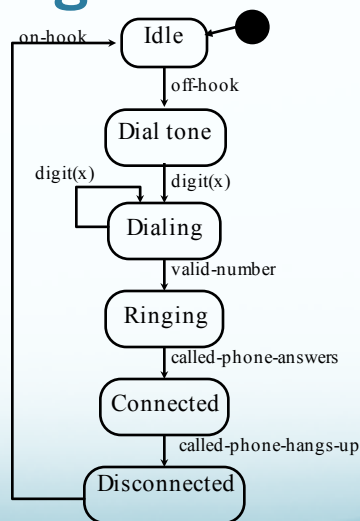 Idle
on-hook
off-hook
Dial tone
digit(x)
digit(x)
Dialing
valid-number
Ringing
called-phone-answers
Connected
called-phone-hangs-up
Disconnected